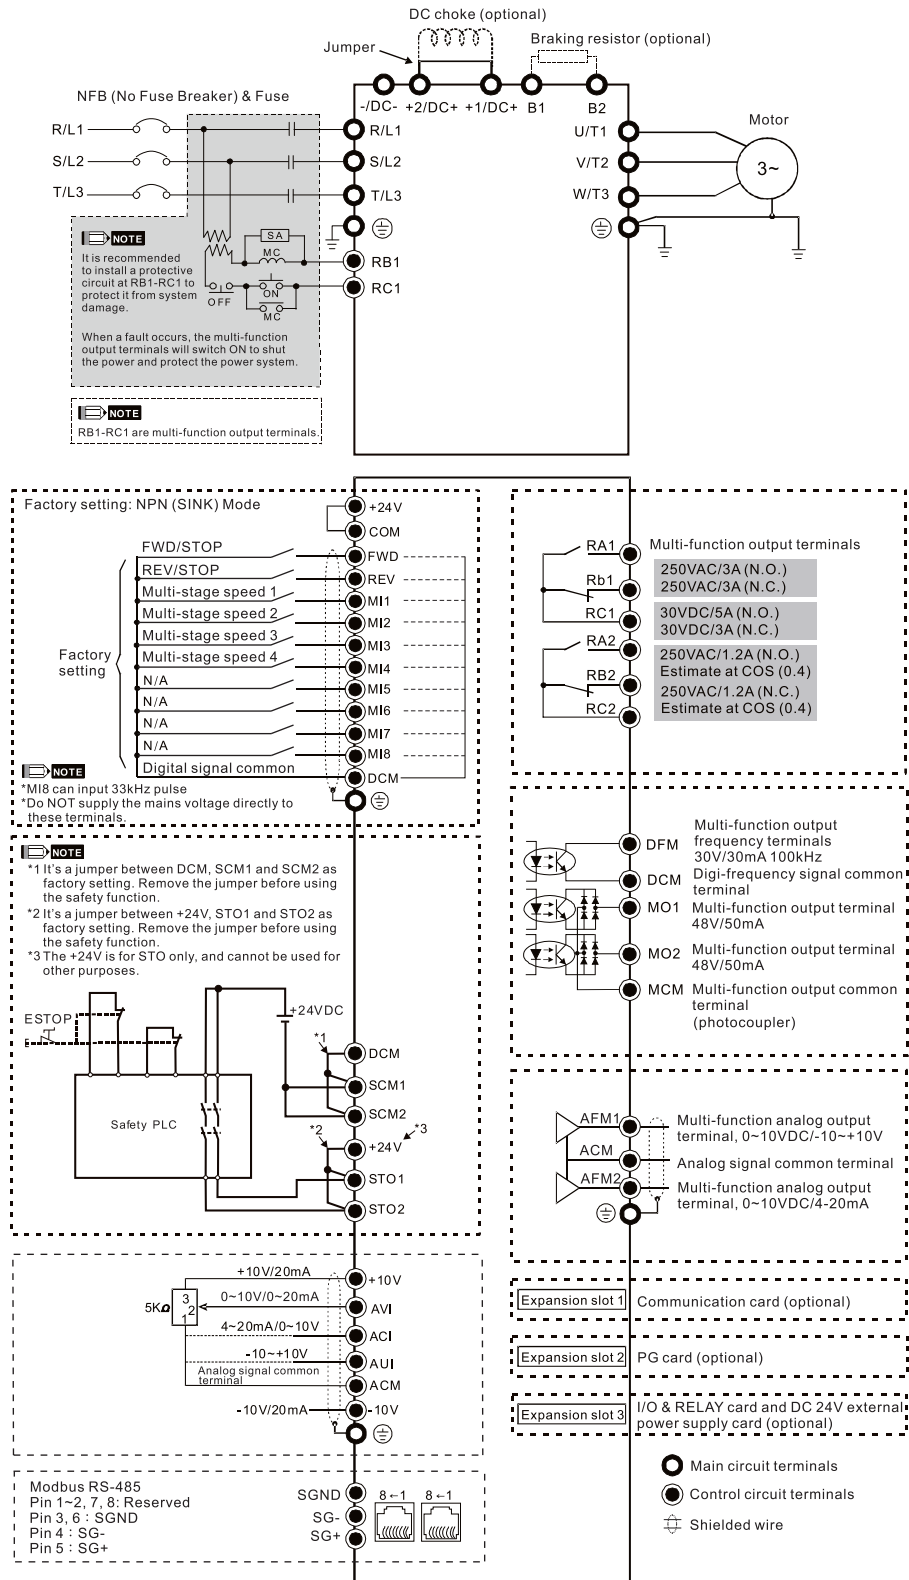 DC choke (optional)
Jumper
Braking resistor (optional)
-/DC- +2/DC+ +1/DC+ B1 B2
NFB (No Fuse Breaker) & Fuse
R/L1
S/L2
T/L3
R/L1
S/L2
T/L3
RB1
RC1
U/T1
V/T2
W/T3
Motor
3~
SA
MC
OFF
ON
MC
NOTE
It is recommended
to install a protective
circuit at RB1-RC1 to
protect it from system
damage.
When a fault occurs, the multi-function
output terminals will switch ON to shut
the power and protect the power system.
NOTE
RB1-RC1 are multi-function output terminals.
Factory setting: NPN (SINK) Mode
+24V
COM
FWD/STOP
FWD
REV/STOP
REV
Multi-stage speed 1
MI1
Multi-stage speed 2
MI2
Multi-stage speed 3
MI3
Multi-stage speed 4
MI4
Factory
setting
N/A
MI5
N/A
MI6
N/A
MI7
N/A
MI8
Digital signal common
DCM
NOTE
*MI8 can input 33kHz pulse
*Do NOT supply the mains voltage directly to
these terminals.
NOTE
*1 It's a jumper between DCM, SCM1 and SCM2 as
factory setting. Remove the jumper before using
the safety function.
*2 It's a jumper between +24V, STO1 and STO2 as
factory setting. Remove the jumper before using
the safety function.
*3 The +24V is for STO only, and cannot be used for
other purposes.
ESTOP
+24VDC
Safety PLC
*1
DCM
SCM1
SCM2
*2
*3
+24V
STO1
STO2
+10V/20mA
+10V
5KΩ
3
2
1
0~10V/0~20mA
AVI
4~20mA/0~10V
ACI
-10~+10V
AUI
Analog signal common
terminal
ACM
-10V/20mA
-10V
Modbus RS-485
Pin 1~2, 7, 8: Reserved
Pin 3, 6 : SGND
Pin 4 : SG-
Pin 5 : SG+
SGND
SG-
SG+
8←1
8←1
RA1
Rb1
RC1
RA2
RB2
RC2
Multi-function output terminals
250VAC/3A (N.O.)
250VAC/3A (N.C.)
30VDC/5A (N.O.)
30VDC/3A (N.C.)
250VAC/1.2A (N.O.)
Estimate at COS (0.4)
250VAC/1.2A (N.C.)
Estimate at COS (0.4)
DFM
Multi-function output
frequency terminals
30V/30mA 100kHz
DCM
Digi-frequency signal common
terminal
MO1
Multi-function output terminal
48V/50mA
MO2
Multi-function output terminal
48V/50mA
MCM
Multi-function output common
terminal
(photocoupler)
AFM1
Multi-function analog output
terminal, 0~10VDC/-10~+10V
ACM
Analog signal common terminal
AFM2
Multi-function analog output
terminal, 0~10VDC/4-20mA
Expansion slot 1
Communication card (optional)
Expansion slot 2
PG card (optional)
Expansion slot 3
I/O & RELAY card and DC 24V external
power supply card (optional)
Main circuit terminals
Control circuit terminals
Shielded wire